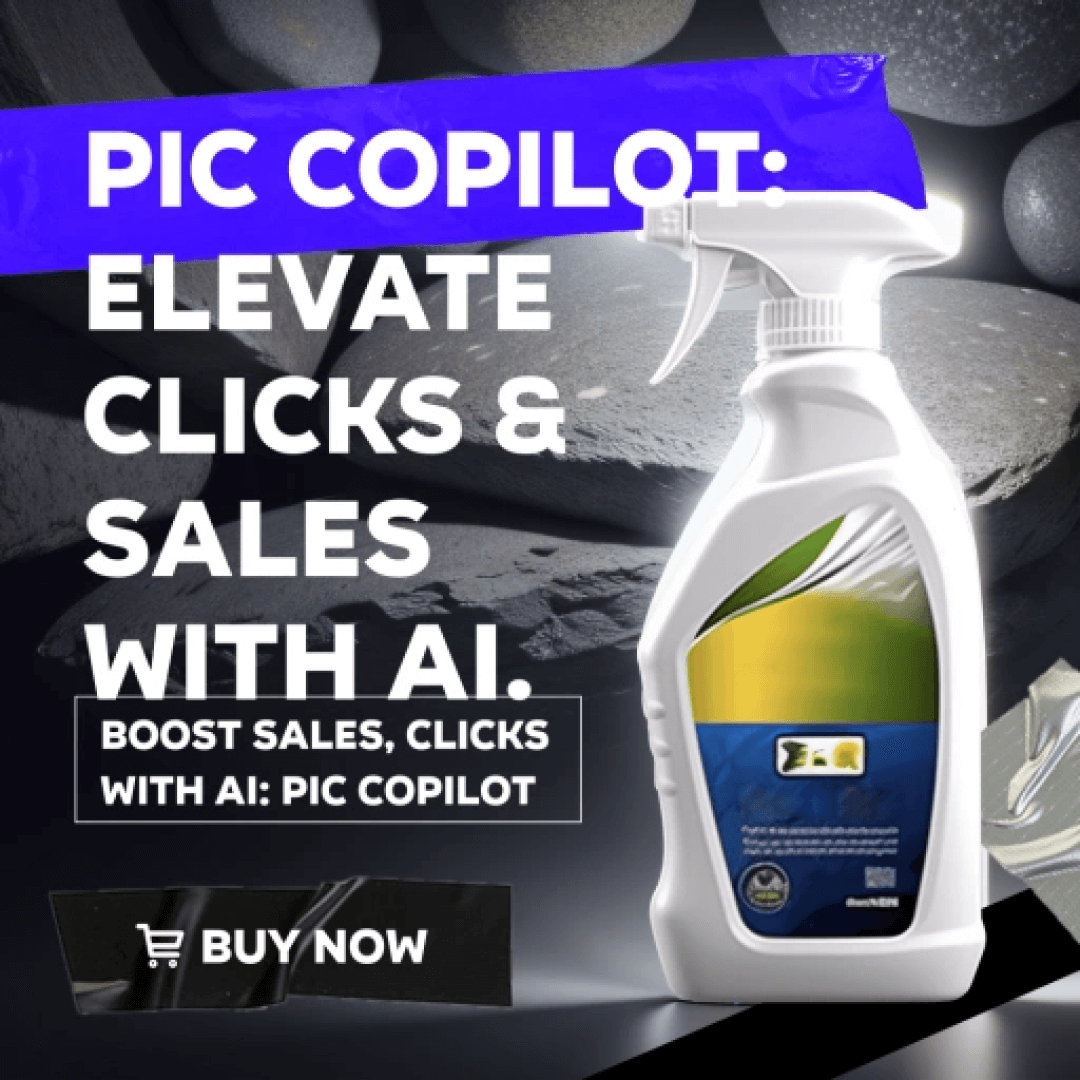 PIC COPILOT:
ELEVATE
CLICKS &
SALES
WITH AI.
BOOST SALES, CLICKS
WITH AI: PIC COPILOT
BUY NOW